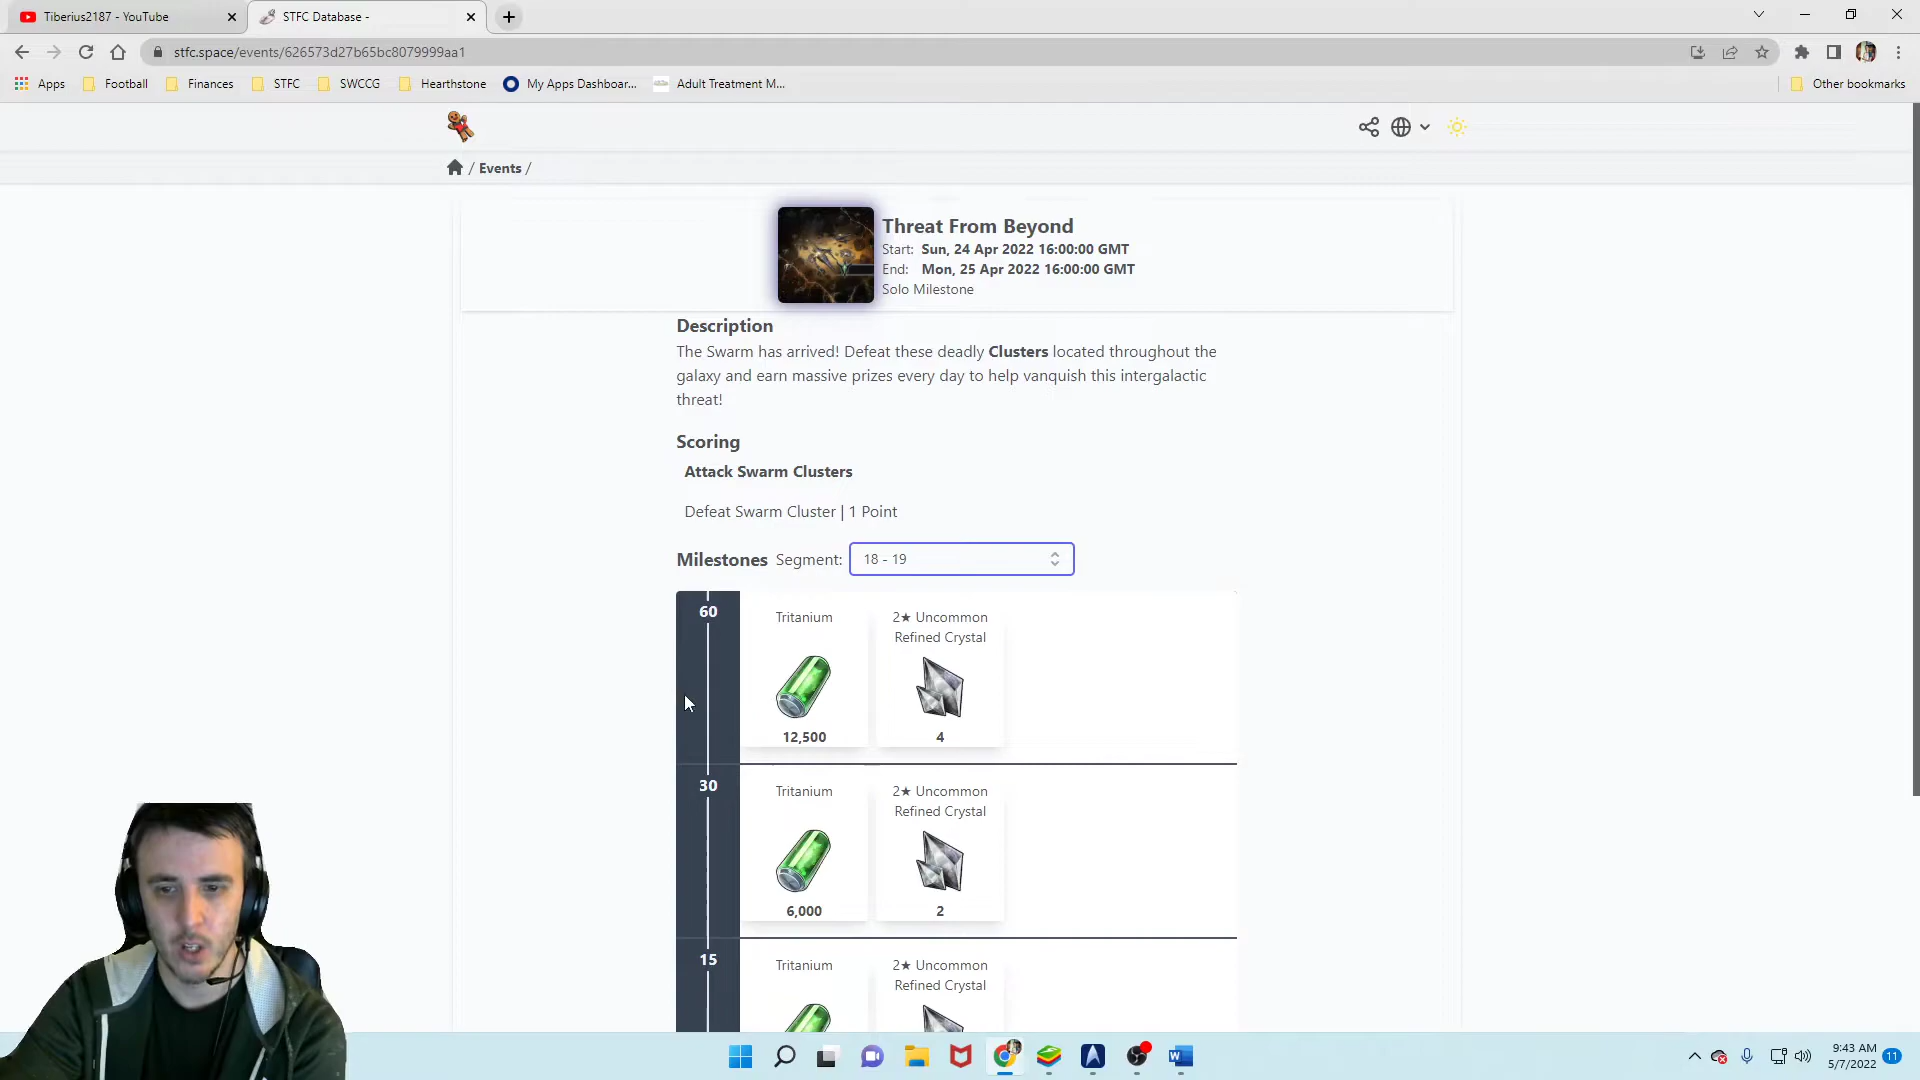 Tiberius2187 - YouTube
STFC Database -
stfc.space/events/626573d27b65bc8079999aa1
Apps Football Finances STFC SWCCG Hearthstone My Apps Dashboar... Adult Treatment M... Other bookmarks
/ Events /
Threat From Beyond
Start: Sun, 24 Apr 2022 16:00:00 GMT
End: Mon, 25 Apr 2022 16:00:00 GMT
Solo Milestone
Description
The Swarm has arrived! Defeat these deadly Clusters located throughout the
galaxy and earn massive prizes every day to help vanquish this intergalactic
threat!
Scoring
Attack Swarm Clusters
Defeat Swarm Cluster | 1 Point
Milestones Segment: 18 - 19
60
Tritanium
12,500
2★ Uncommon
Refined Crystal
4
30
Tritanium
6,000
2★ Uncommon
Refined Crystal
2
15
Tritanium
2★ Uncommon
Refined Crystal
9:43 AM
5/7/2022
11